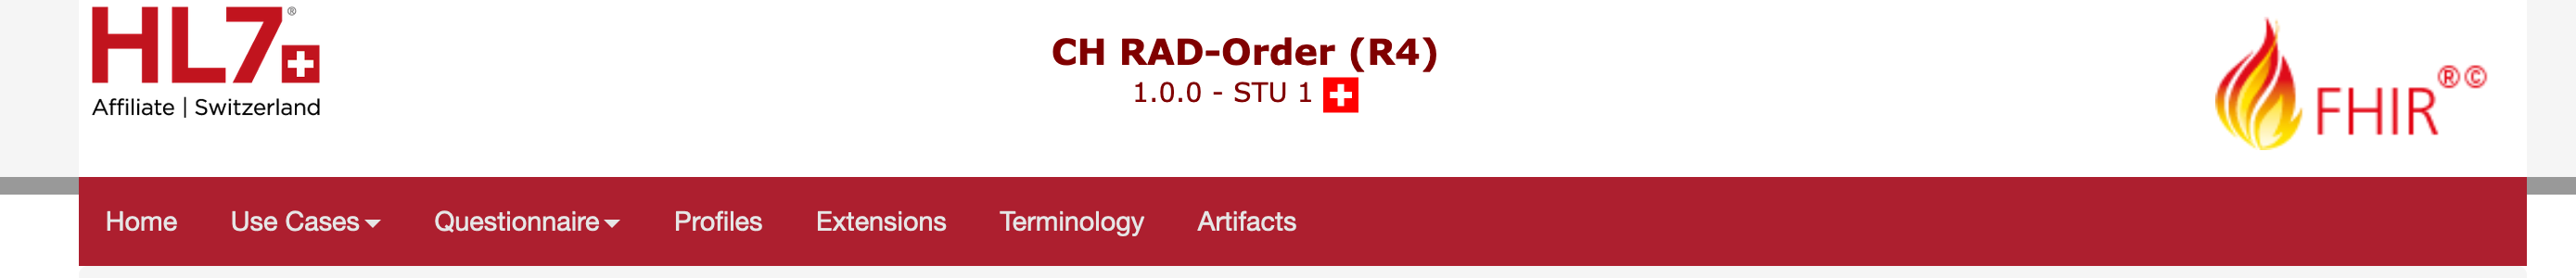 HL7®
Affiliate | Switzerland
CH RAD-Order (R4)
1.0.0 - STU 1
FHIR®©
Home Use Cases Questionnaire Profiles Extensions Terminology Artifacts